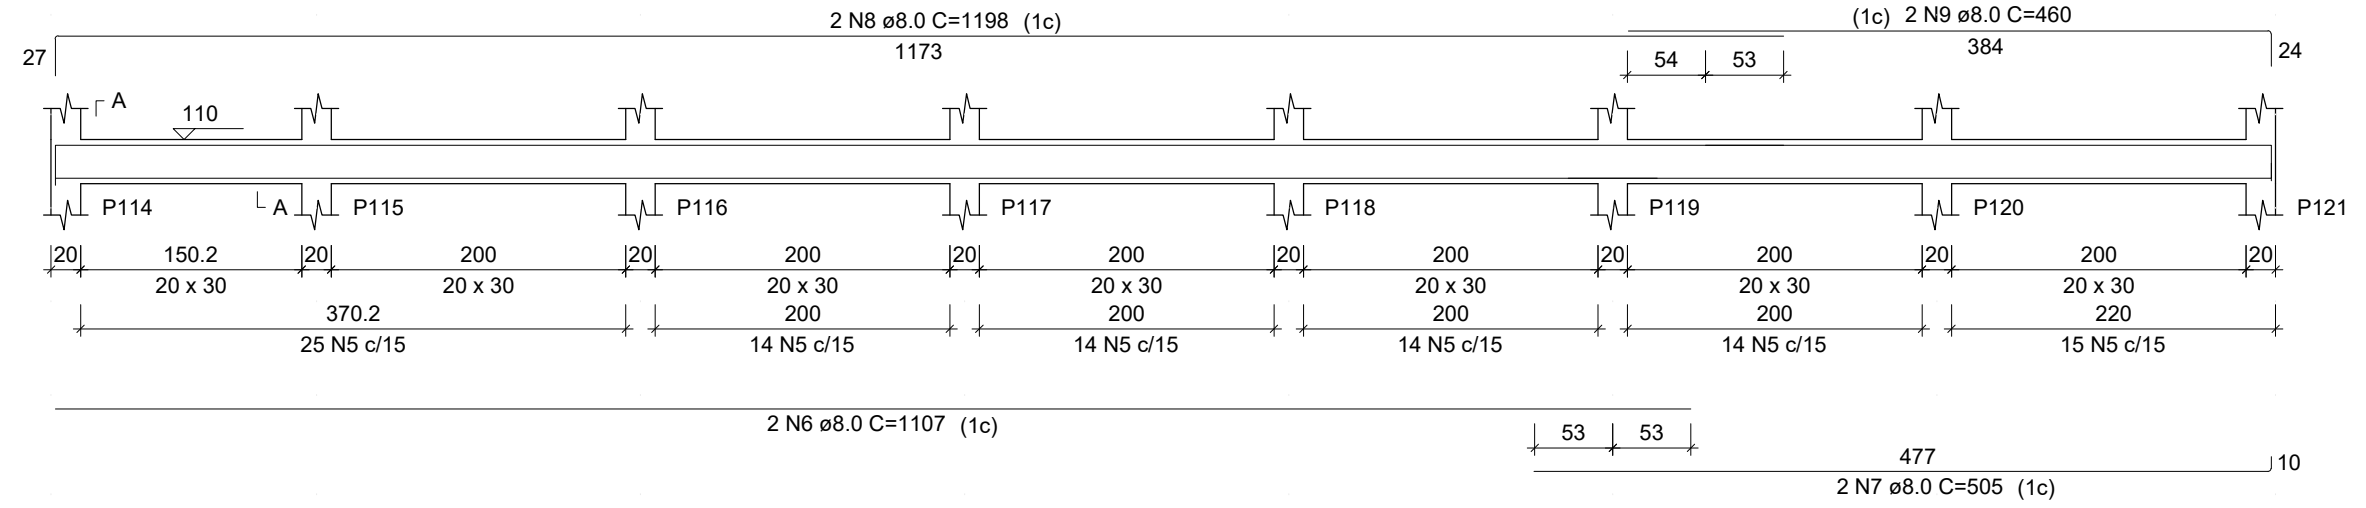 2 N8 ø8.0 C=1198 (1c)
(1c) 2 N9 ø8.0 C=460
27
1173
384
24
54 53
A
110
A
P114 P115 P116 P117 P118 P119 P120 P121
20 150.2 20 200 20 200 20 200 20 200 20 200 20 200 20
20 x 30 20 x 30 20 x 30 20 x 30 20 x 30 20 x 30 20 x 30
370.2 200 200 200 200 220
25 N5 c/15 14 N5 c/15 14 N5 c/15 14 N5 c/15 14 N5 c/15 15 N5 c/15
2 N6 ø8.0 C=1107 (1c)
53 53
477
10
2 N7 ø8.0 C=505 (1c)